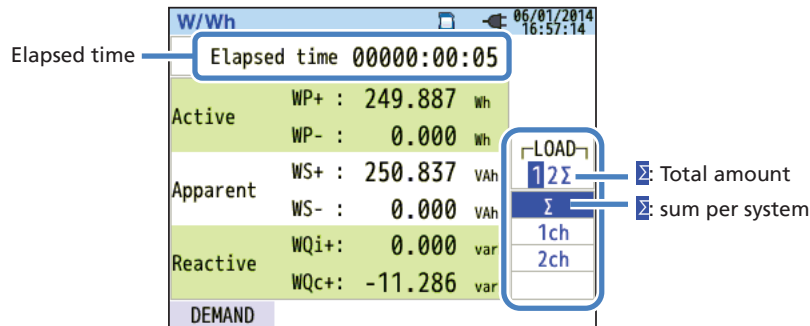 W/Wh 06/01/2014
16:57:14
Elapsed time
Elapsed time 00000:00:05
Active
WP+ : 249.887 Wh
WP- : 0.000 Wh
Apparent
WS+ : 250.837 VAh
WS- : 0.000 VAh
Reactive
WQi+: 0.000 var
WQc+: -11.286 var
DEMAND
LOAD
12Σ
Σ
1ch
2ch
Σ: Total amount
Σ: sum per system